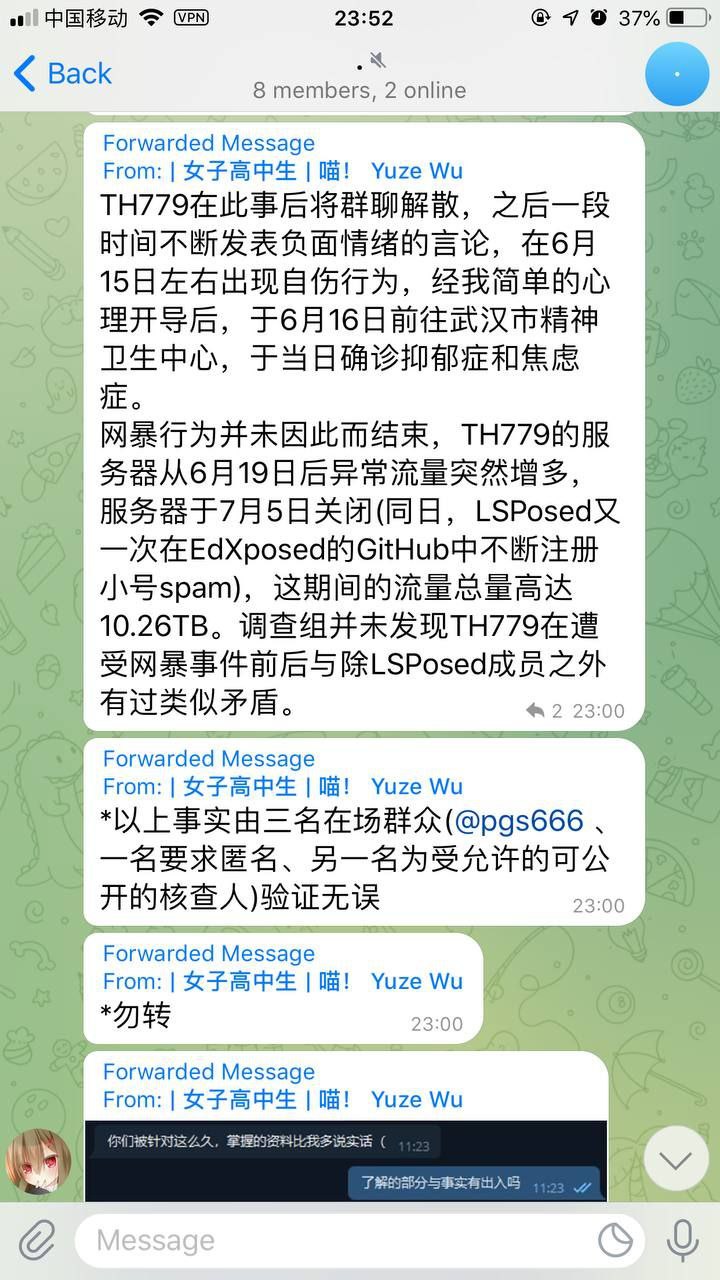 中国移动 VPN 23:52 37%
Back
.
8 members, 2 online
Forwarded Message
From: | 女子高中生 | 喵！ Yuze Wu
TH779在此事后将群聊解散，之后一段
时间不断发表负面情绪的言论，在6月
15日左右出现自伤行为，经我简单的心
理开导后，于6月16日前往武汉市精神
卫生中心，于当日确诊抑郁症和焦虑
症。
网暴行为并未因此而结束，TH779的服
务器从6月19日后异常流量突然增多，
服务器于7月5日关闭(同日，LSPosed又
一次在EdXposed的GitHub中不断注册
小号spam)，这期间的流量总量高达
10.26TB。调查组并未发现TH779在遭
受网暴事件前后与除LSPosed成员之外
有过类似矛盾。
2 23:00
Forwarded Message
From: | 女子高中生 | 喵！ Yuze Wu
*以上事实由三名在场群众(@pgs666 、
一名要求匿名、另一名为受允许的可公
开的核查人)验证无误
23:00
Forwarded Message
From: | 女子高中生 | 喵！ Yuze Wu
*勿转
23:00
Forwarded Message
From: | 女子高中生 | 喵！ Yuze Wu
你们被针对这么久，掌握的资料比我多说实话（ 11:23
了解的部分与事实有出入吗 11:23
Message